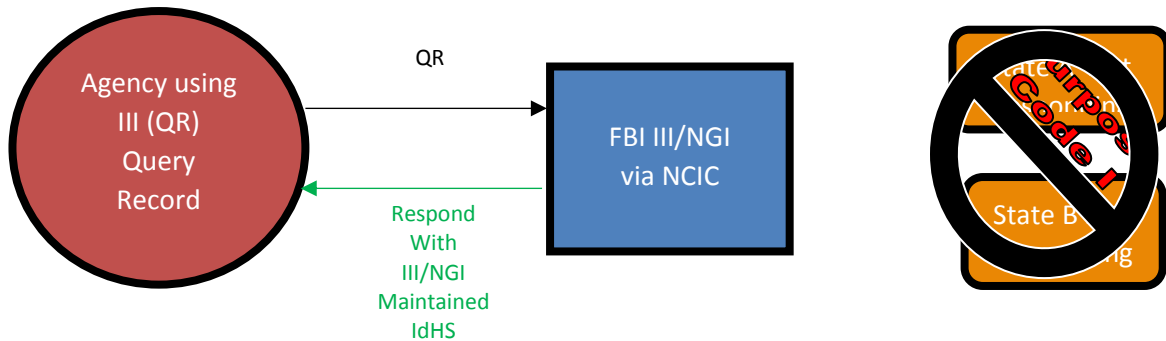 Agency using
III (QR)
Query
Record
QR
FBI III/NGI
via NCIC
Respond
With
III/NGI
Maintained
IdHS
State
Code I
State B